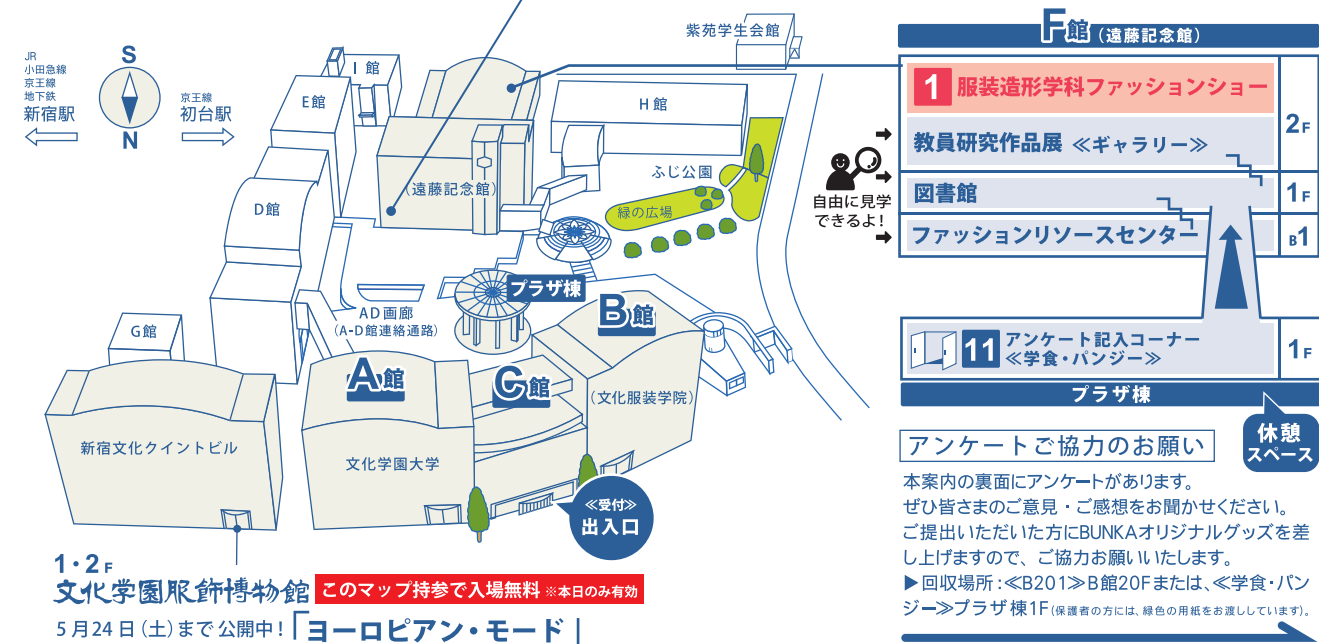 JR
小田急線
京王線
地下鉄
新宿駅
S
N
京王線
初台駅
I 館
E館
D館
G館
H館
紫苑学生会館
(遠藤記念館)
ふじ公園
緑の広場
プラザ棟
AD画廊
(A-D館連絡通路)
A館
B館
C館
(文化服装学院)
新宿文化クイントビル
文化学園大学
≪受付≫
出入口
1・2F
文化学園服飾博物館
このマップ持参で入場無料 ※本日のみ有効
5月24日(土)まで公開中!「ヨーロピアン・モード」
F館(遠藤記念館)
1 服装造形学科ファッションショー
教員研究作品展 ≪ギャラリー≫
2F
図書館
1F
ファッションリソースセンター
B1
自由に見学
できるよ!
11 アンケート記入コーナー
≪学食・パンジー≫
1F
プラザ棟
休憩
スペース
アンケートご協力のお願い
本案内の裏面にアンケートがあります。
ぜひ皆さまのご意見・ご感想をお聞かせください。
ご提出いただいた方にBUNKAオリジナルグッズを差
し上げますので、ご協力お願いいたします。
▶回収場所:≪B201≫B館20Fまたは、≪学食・パン
ジー≫プラザ棟1F(保護者の方には、緑色の用紙をお渡ししています)。